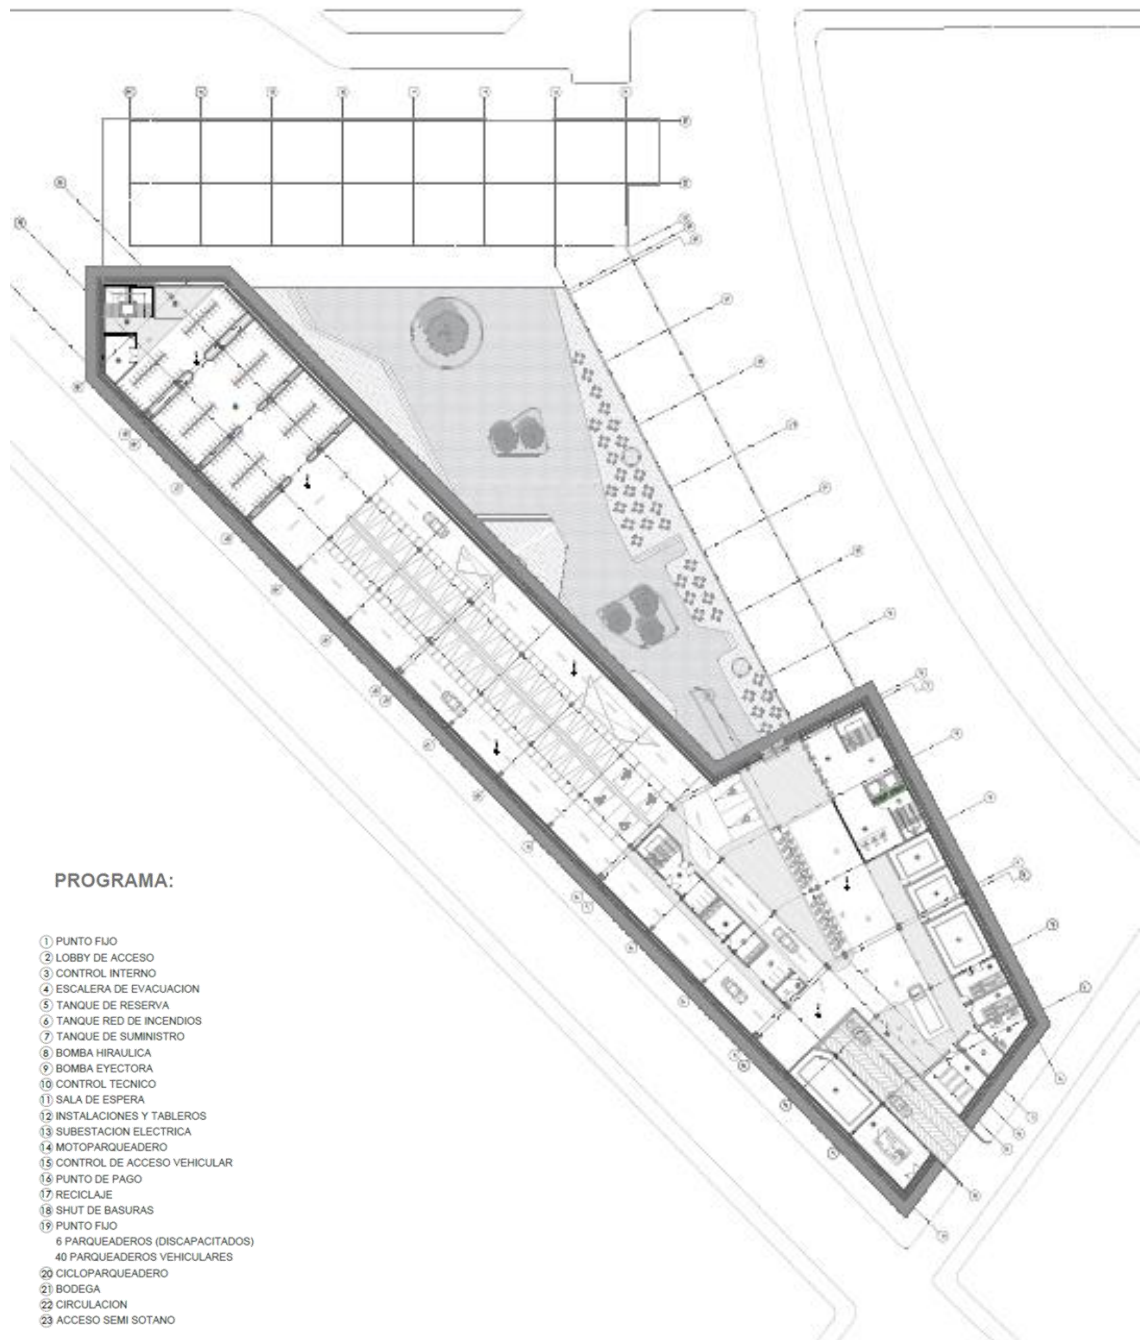 PROGRAMA:
1 PUNTO FIJO
2 LOBBY DE ACCESO
3 CONTROL INTERNO
4 ESCALERA DE EVACUACION
5 TANQUE DE RESERVA
6 TANQUE RED DE INCENDIOS
7 TANQUE DE SUMINISTRO
8 BOMBA HIRAULICA
9 BOMBA EYECTORA
10 CONTROL TECNICO
11 SALA DE ESPERA
12 INSTALACIONES Y TABLEROS
13 SUBESTACION ELECTRICA
14 MOTOPARQUEADERO
15 CONTROL DE ACCESO VEHICULAR
16 PUNTO DE PAGO
17 RECICLAJE
18 SHUT DE BASURAS
19 PUNTO FIJO
6 PARQUEADEROS (DISCAPACITADOS)
40 PARQUEADEROS VEHICULARES
20 CICLOPARQUEADERO
21 BODEGA
22 CIRCULACION
23 ACCESO SEMI SOTANO